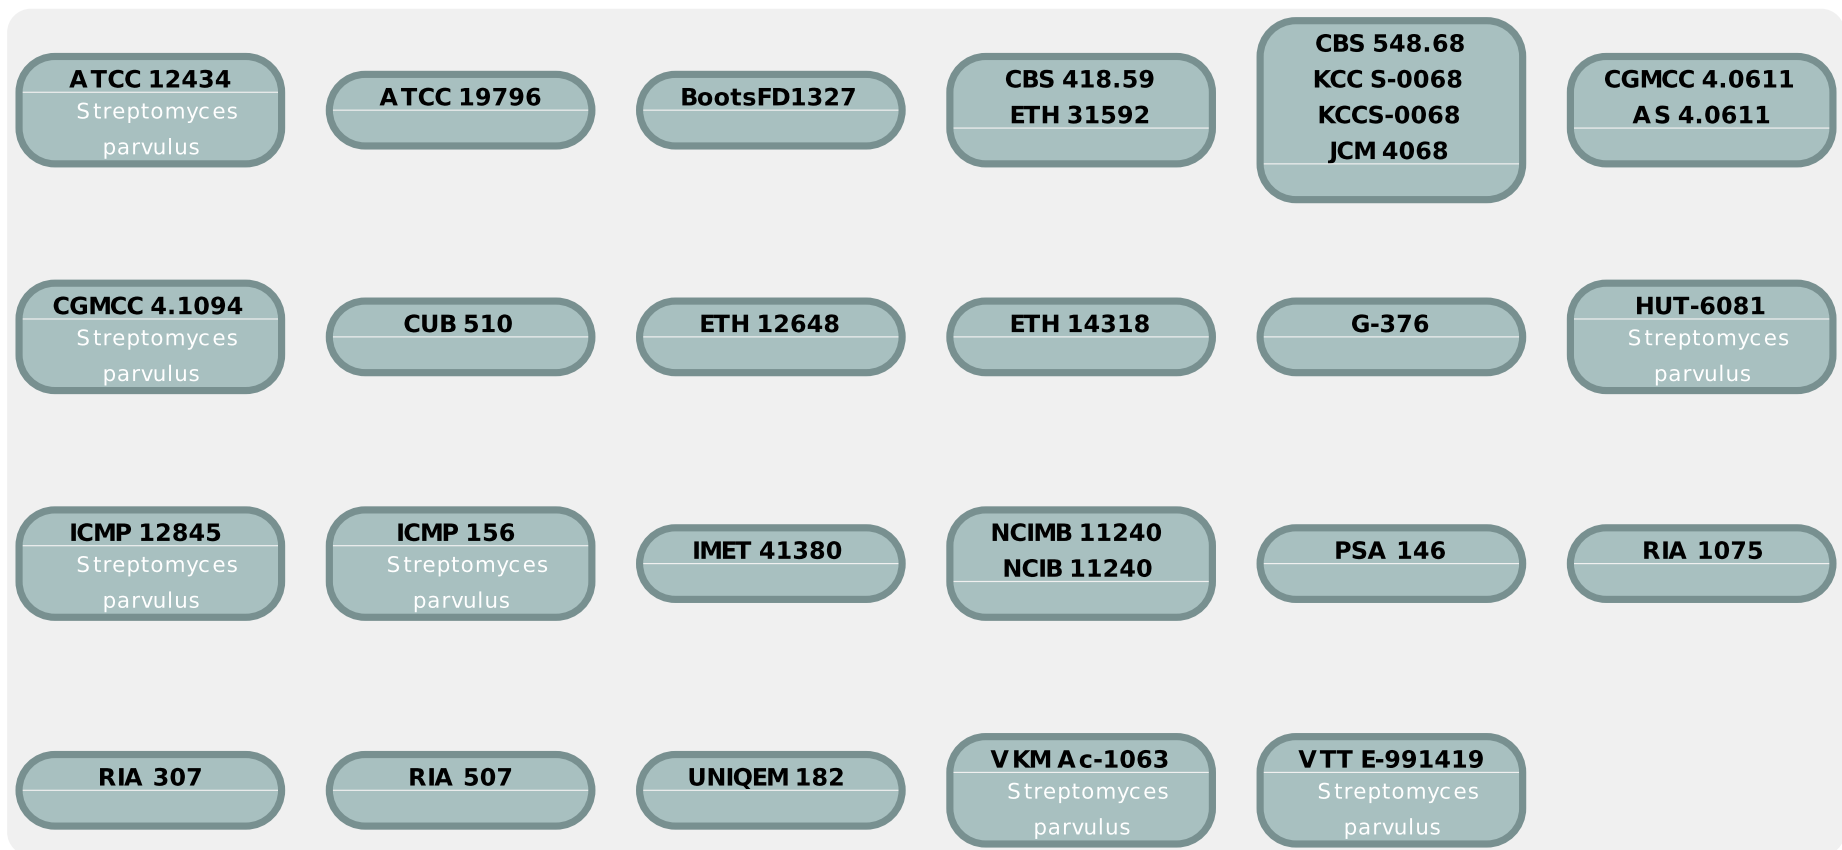 ATCC 12434
Streptomyces
parvulus
ATCC 19796
BootsFD1327
CBS 418.59
ETH 31592
CBS 548.68
KCC S-0068
KCCS-0068
JCM 4068
CGMCC 4.0611
AS 4.0611
CGMCC 4.1094
Streptomyces
parvulus
CUB 510
ETH 12648
ETH 14318
G-376
HUT-6081
Streptomyces
parvulus
ICMP 12845
Streptomyces
parvulus
ICMP 156
Streptomyces
parvulus
IMET 41380
NCIMB 11240
NCIB 11240
PSA 146
RIA 1075
RIA 307
RIA 507
UNIQEM 182
VKM Ac-1063
Streptomyces
parvulus
VTT E-991419
Streptomyces
parvulus